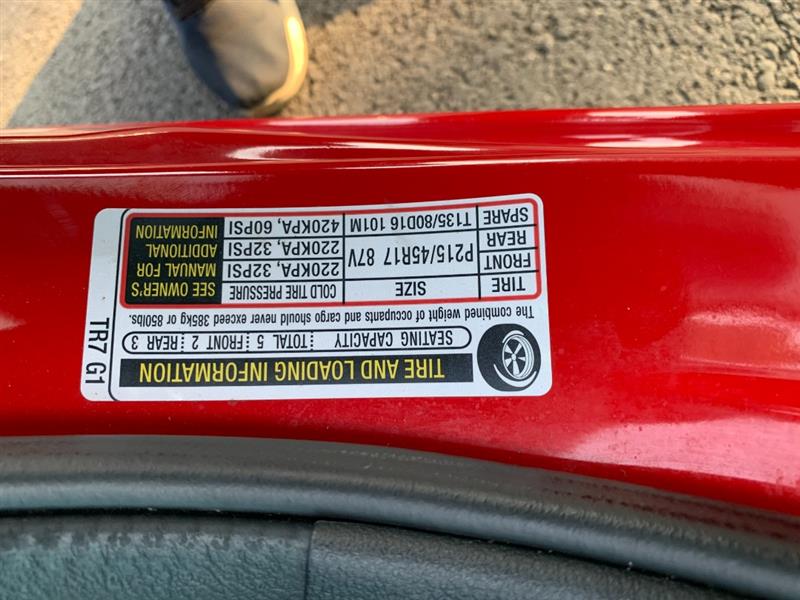 TIRE AND LOADING INFORMATION
SEATING CAPACITY TOTAL 5 FRONT 2 REAR 3
The combined weight of occupants and cargo should never exceed 385kg or 850lbs.
TIRE SIZE COLD TIRE PRESSURE
FRONT P215/45R17 87V 220KPA, 32PSI
REAR 220KPA, 32PSI
SPARE T135/80D16 101M 420KPA, 60PSI
SEE OWNER'S
MANUAL FOR
ADDITIONAL
INFORMATION
TR7 G1